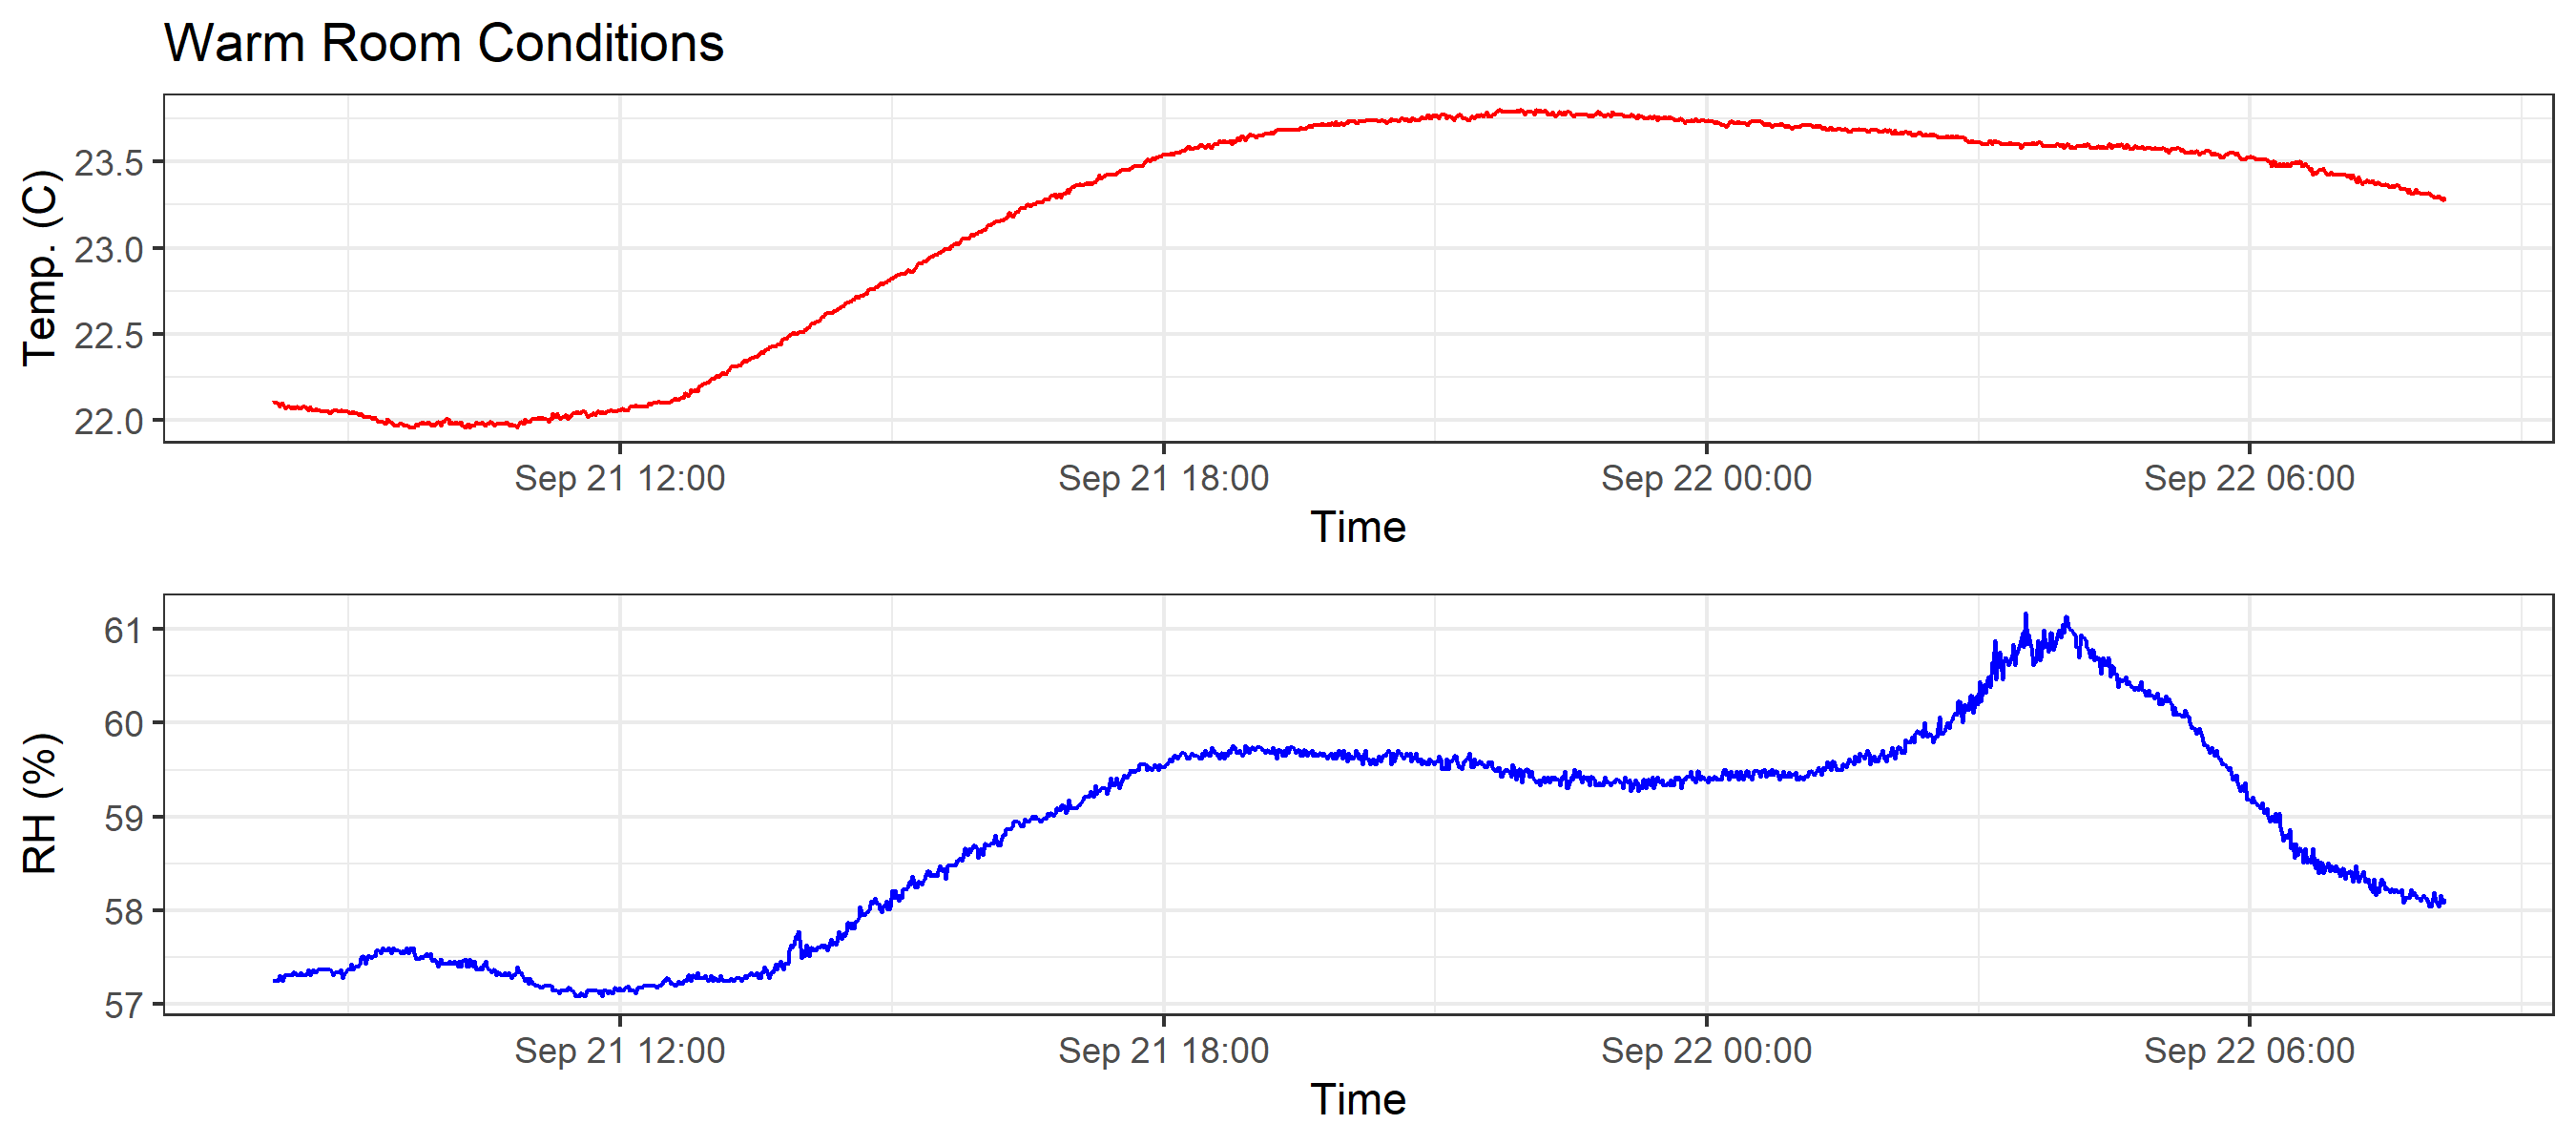 Warm Room Conditions
Temp. (C)
23.5
23.0
22.5
22.0
Sep 21 12:00 Sep 21 18:00 Sep 22 00:00 Sep 22 06:00
Time
RH (%)
61
60
59
58
57
Sep 21 12:00 Sep 21 18:00 Sep 22 00:00 Sep 22 06:00
Time